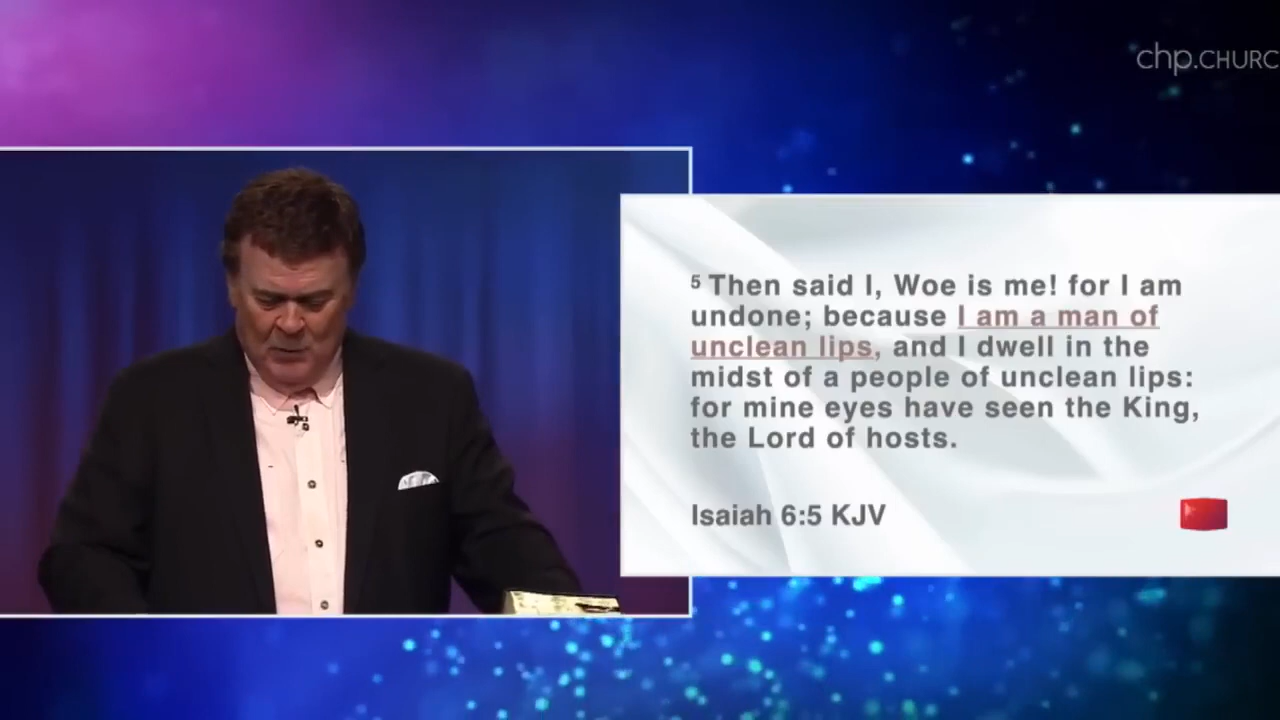 chp.CHURC
5 Then said I, Woe is me! for I am
undone; because I am a man of
unclean lips, and I dwell in the
midst of a people of unclean lips:
for mine eyes have seen the King,
the Lord of hosts.
Isaiah 6:5 KJV